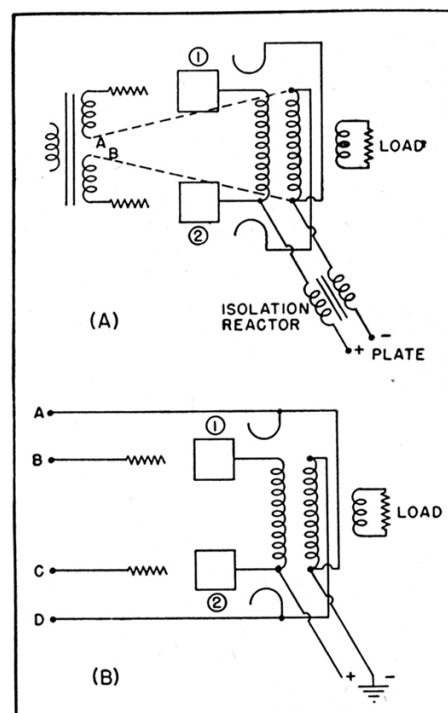 ①
A
B
LOAD
②
(A)
ISOLATION
REACTOR
-
+ PLATE
A
①
B
LOAD
C
②
D
(B)
+ -